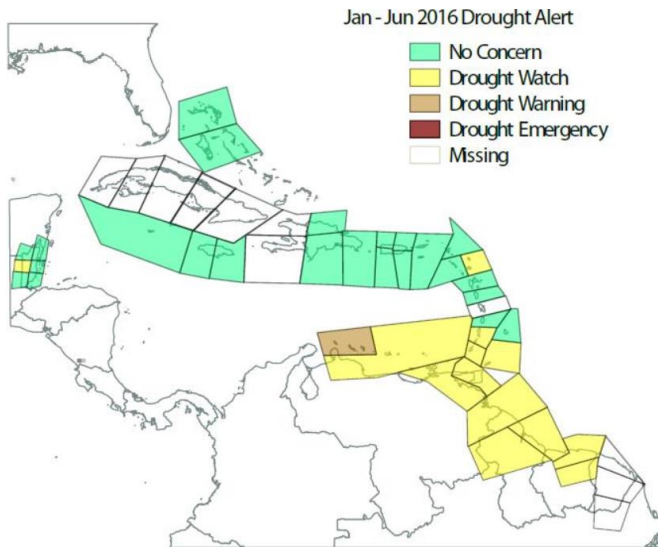 Jan - Jun 2016 Drought Alert
No Concern
Drought Watch
Drought Warning
Drought Emergency
Missing